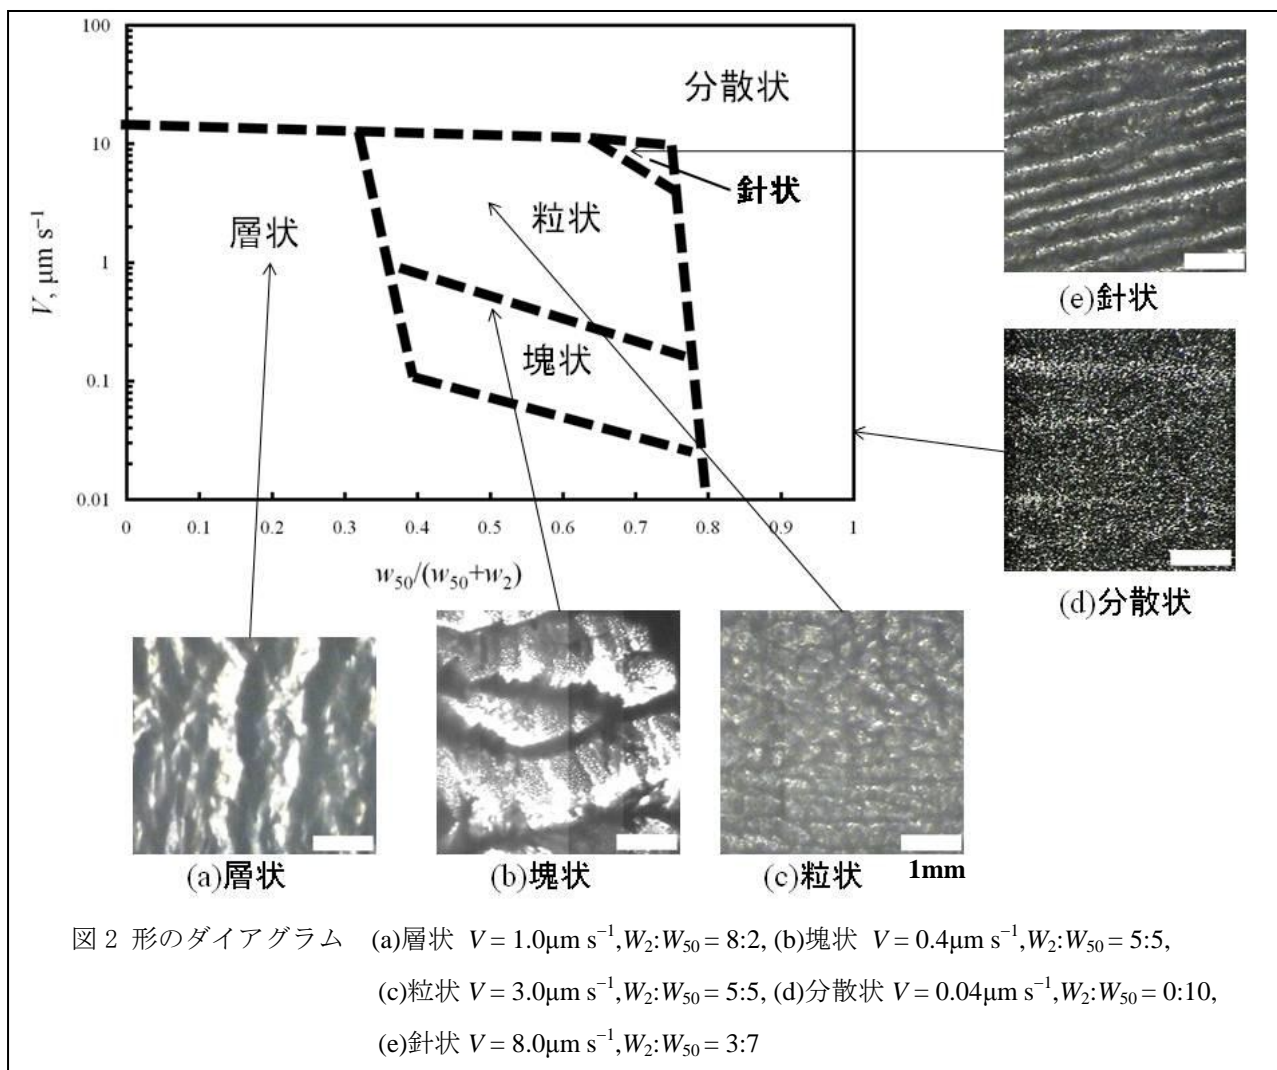 100
10
1
0.1
0.01
V, μm s⁻¹
分散状
針状
粒状
層状
塊状
0 0.1 0.2 0.3 0.4 0.5 0.6 0.7 0.8 0.9 1
w₅₀/(w₅₀+w₂)
(e)針状
(d)分散状
(a)層状
(b)塊状
(c)粒状
1mm
図2 形のダイアグラム (a)層状 V = 1.0μm s⁻¹,W₂:W₅₀ = 8:2, (b)塊状 V = 0.4μm s⁻¹,W₂:W₅₀ = 5:5,
(c)粒状 V = 3.0μm s⁻¹,W₂:W₅₀ = 5:5, (d)分散状 V = 0.04μm s⁻¹,W₂:W₅₀ = 0:10,
(e)針状 V = 8.0μm s⁻¹,W₂:W₅₀ = 3:7